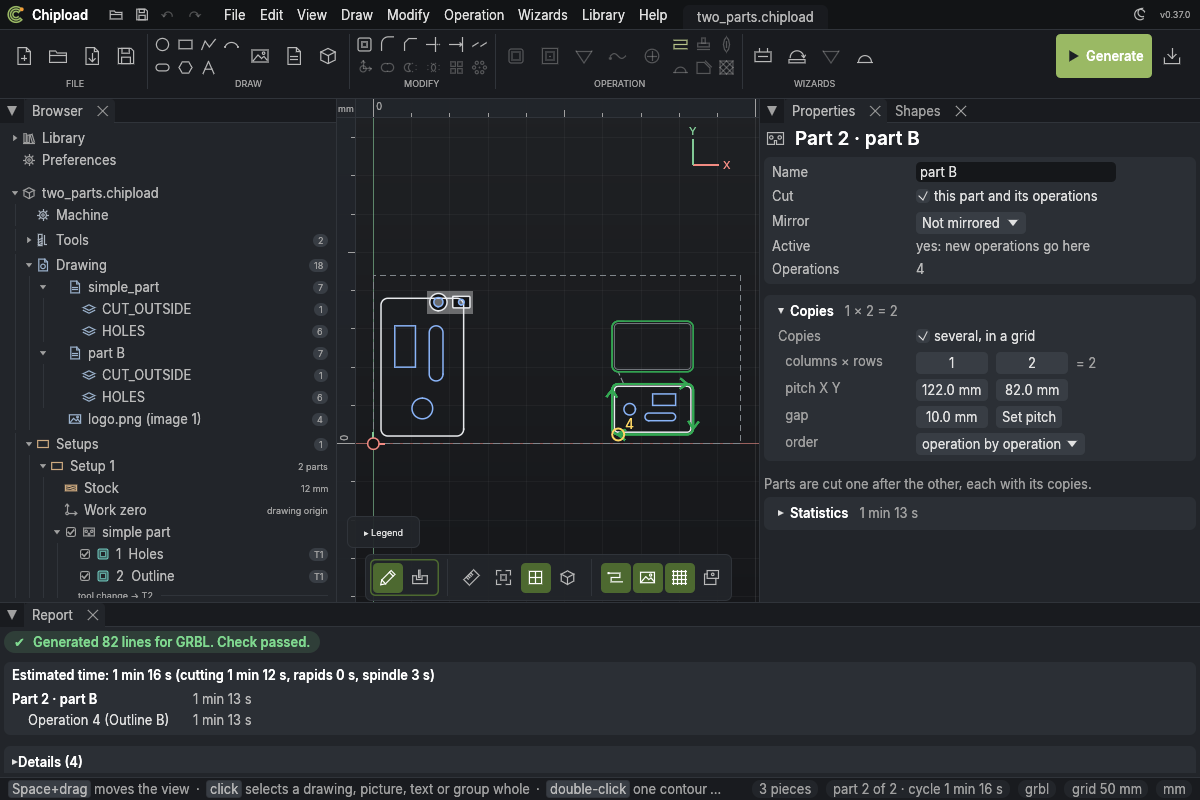 Chipload
File Edit View Draw Modify Operation Wizards Library Help
two_parts.chipload
v0.37.0
FILE
DRAW
MODIFY
OPERATION
WIZARDS
Generate
Browser
Library
Preferences
two_parts.chipload
Machine
Tools 2
Drawing 18
simple_part 7
CUT_OUTSIDE 1
HOLES 6
part B 7
CUT_OUTSIDE 1
HOLES 6
logo.png (image 1) 4
Setups 1
Setup 1 2 parts
Stock 12 mm
Work zero drawing origin
simple part
1 Holes T1
2 Outline T1
tool change → T2
mm
0
0
Y
X
4
Legend
Properties
Shapes
Part 2 · part B
Name part B
Cut this part and its operations
Mirror Not mirrored
Active yes: new operations go here
Operations 4
Copies 1 × 2 = 2
Copies several, in a grid
columns × rows 1 2 = 2
pitch X Y 122.0 mm 82.0 mm
gap 10.0 mm Set pitch
order operation by operation
Parts are cut one after the other, each with its copies.
Statistics 1 min 13 s
Report
✔ Generated 82 lines for GRBL. Check passed.
Estimated time: 1 min 16 s (cutting 1 min 12 s, rapids 0 s, spindle 3 s)
Part 2 · part B 1 min 13 s
Operation 4 (Outline B) 1 min 13 s
Details (4)
Space+drag moves the view · click selects a drawing, picture, text or group whole · double-click one contour ...
3 pieces
part 2 of 2 · cycle 1 min 16 s
grbl
grid 50 mm
mm